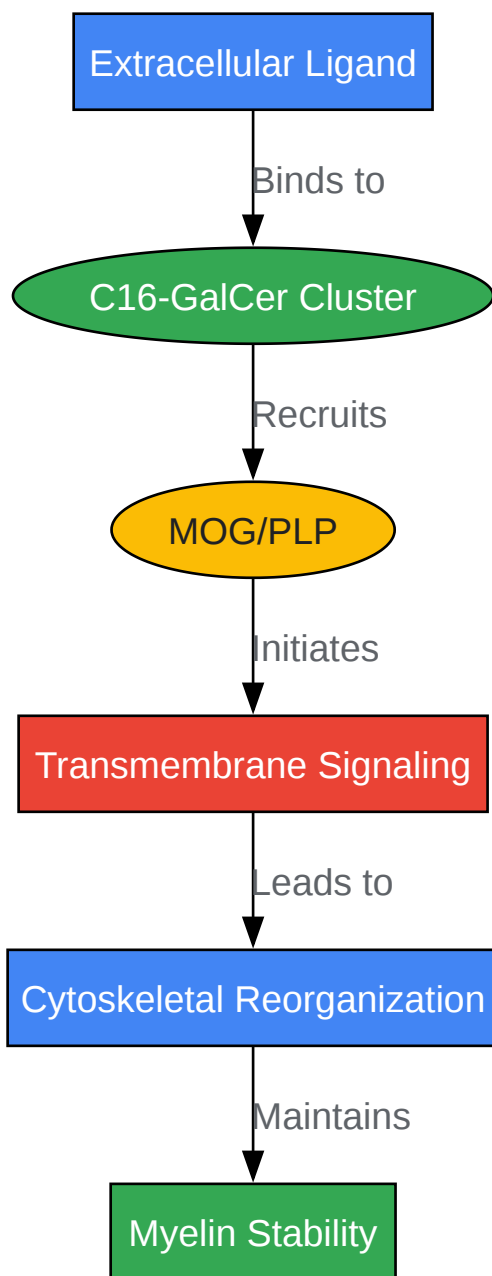 Extracellular Ligand
Binds to
C16-GalCer Cluster
Recruits
MOG/PLP
Initiates
Transmembrane Signaling
Leads to
Cytoskeletal Reorganization
Maintains
Myelin Stability